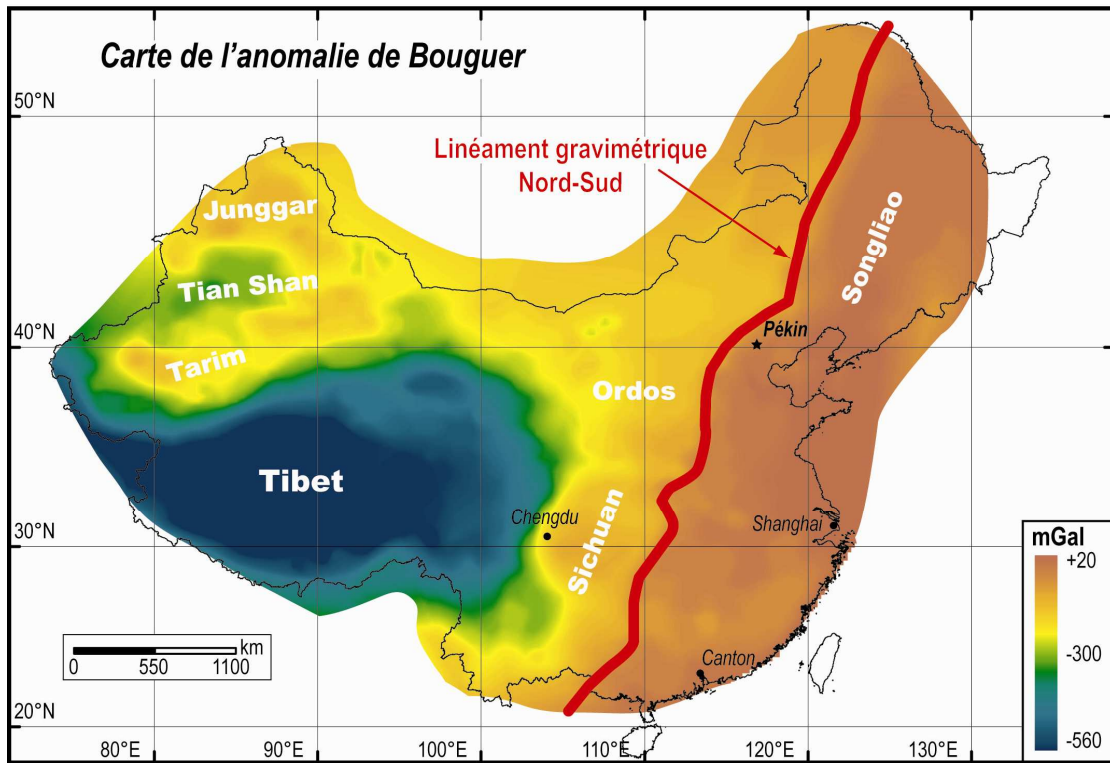 Carte de l’anomalie de Bouguer
50°N
Linéament gravimétrique
Nord-Sud
Junggar
Songliao
Tian Shan
40°N
Pékin
Tarim
Ordos
Tibet
Chengdu
Shanghai
30°N
Sichuan
mGal
+20
-300
-560
km
0 550 1100
Canton
20°N
80°E 90°E 100°E 110°E 120°E 130°E